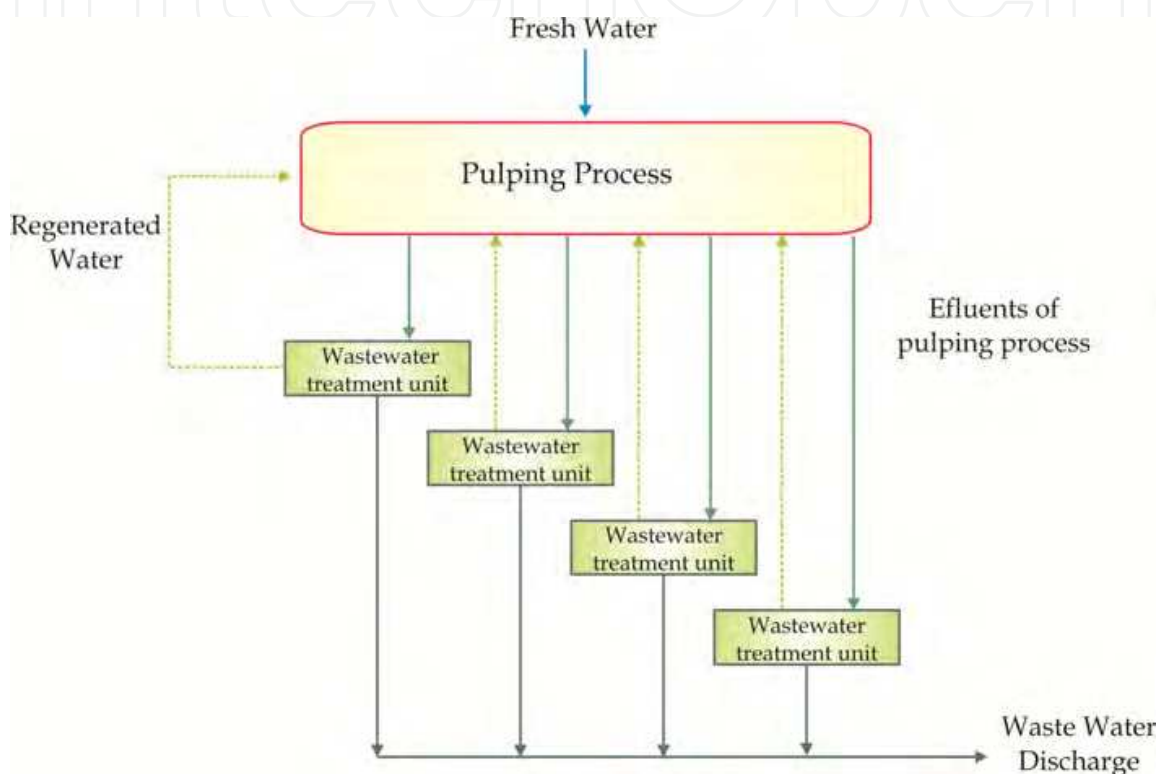 Fresh Water
Pulping Process
Regenerated
Water
Efluents of
pulping process
Wastewater
treatment unit
Wastewater
treatment unit
Wastewater
treatment unit
Wastewater
treatment unit
Waste Water
Discharge